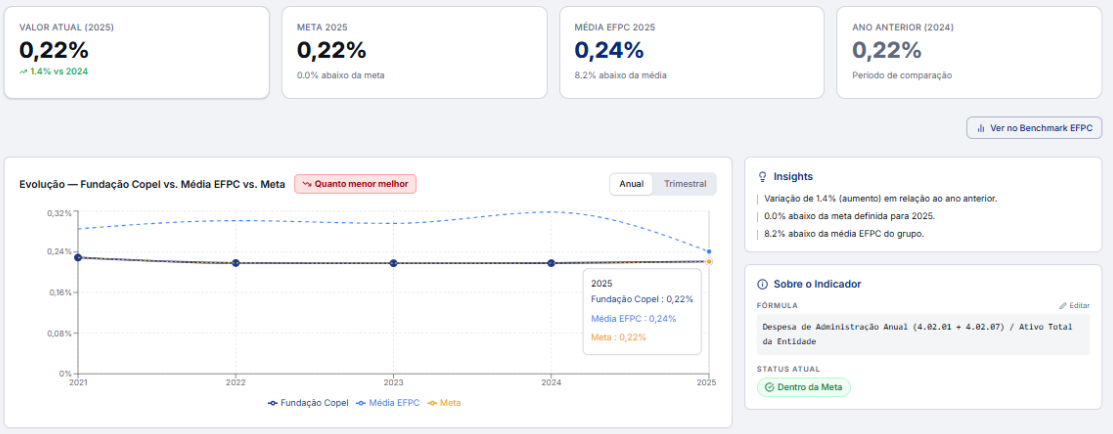 VALOR ATUAL (2025)
0,22%
1.4% vs 2024
META 2025
0,22%
0.0% abaixo da meta
MÉDIA EFPC 2025
0,24%
8.2% abaixo da média
ANO ANTERIOR (2024)
0,22%
Período de comparação
Ver no Benchmark EFPC
Evolução — Fundação Copel vs. Média EFPC vs. Meta
Quanto menor melhor
Anual
Trimestral
0,32%
0,24%
0,16%
0,08%
0%
2021
2022
2023
2024
2025
2025
Fundação Copel : 0,22%
Média EFPC : 0,24%
Meta : 0,22%
Fundação Copel
Média EFPC
Meta
Insights
Variação de 1.4% (aumento) em relação ao ano anterior.
0.0% abaixo da meta definida para 2025.
8.2% abaixo da média EFPC do grupo.
Sobre o Indicador
FÓRMULA
Editar
Despesa de Administração Anual (4.02.01 + 4.02.07) / Ativo Total
da Entidade
STATUS ATUAL
Dentro da Meta